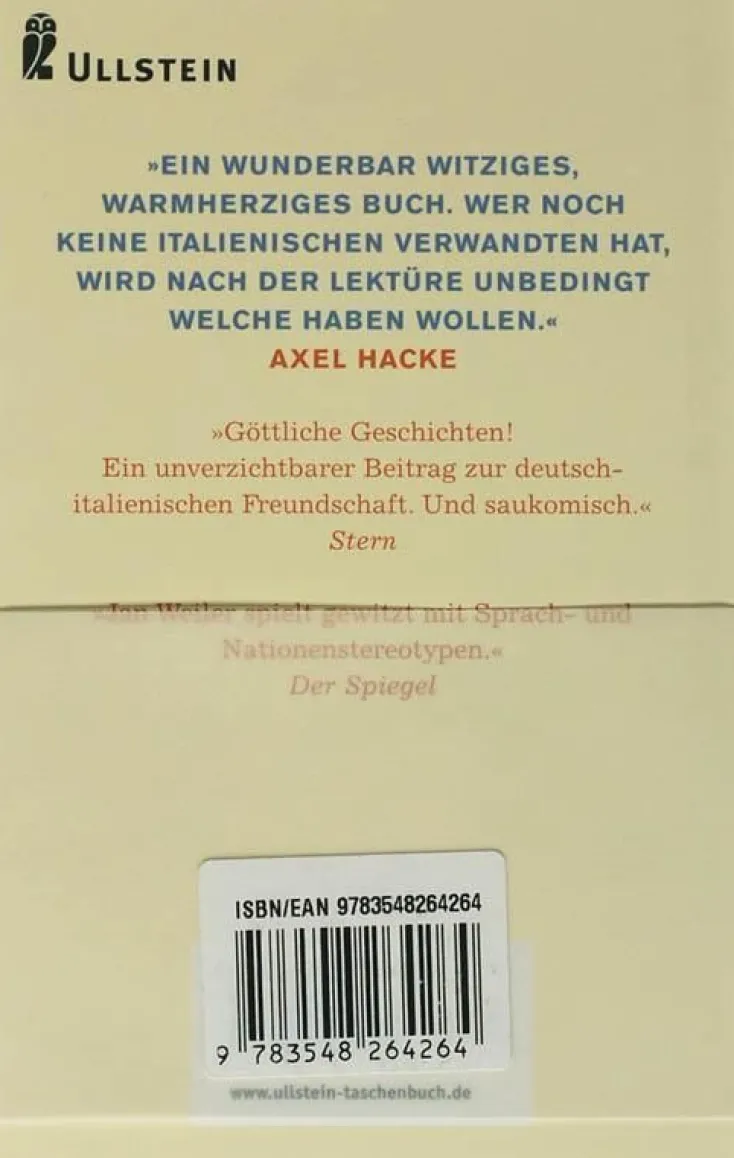 ULLSTEIN
»EIN WUNDERBAR WITZIGES,
WARMHERZIGES BUCH. WER NOCH
KEINE ITALIENISCHEN VERWANDTEN HAT,
WIRD NACH DER LEKTÜRE UNBEDINGT
WELCHE HABEN WOLLEN.«
AXEL HACKE
»Göttliche Geschichten!
Ein unverzichtbarer Beitrag zur deutsch-
italienischen Freundschaft. Und saukomisch.«
Stern
»Jan Weiler spielt gewitzt mit Sprach- und
Nationenstereotypen.«
Der Spiegel
ISBN/EAN 9783548264264
9 783548 264264
www.ullstein-taschenbuch.de